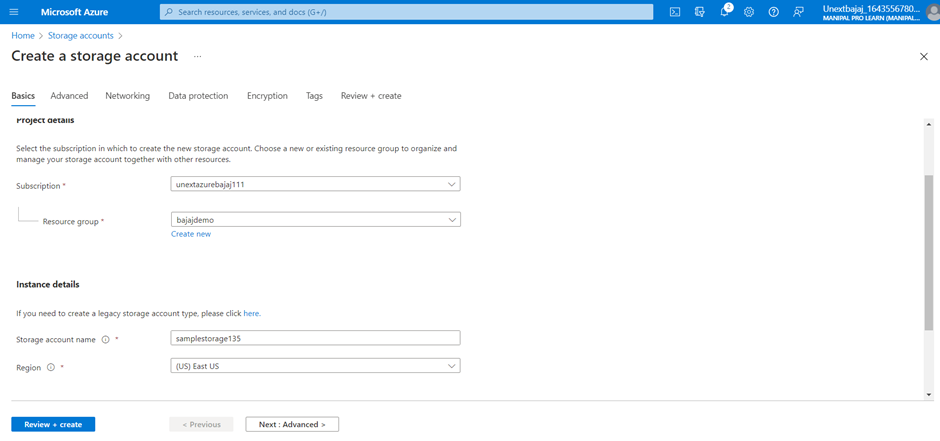 Microsoft Azure
Search resources, services, and docs (G+/)
2
Unextbajaj_1643556780...
MANIPAL PRO LEARN (MANIPAL...
Home > Storage accounts >
Create a storage account ...
Basics Advanced Networking Data protection Encryption Tags Review + create
Project details
Select the subscription in which to create the new storage account. Choose a new or existing resource group to organize and
manage your storage account together with other resources.
Subscription * unextazurebajaj111
Resource group * bajajdemo
Create new
Instance details
If you need to create a legacy storage account type, please click here.
Storage account name * samplestorage135
Region * (US) East US
Review + create < Previous Next : Advanced >